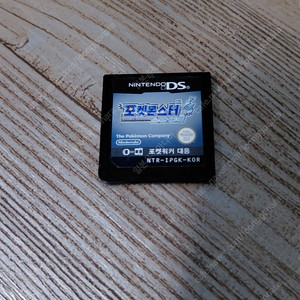 NINTENDO DS
포켓몬스터
The Pokémon Company
Nintendo
포켓워커 대응
NTR-IPGK-KOR